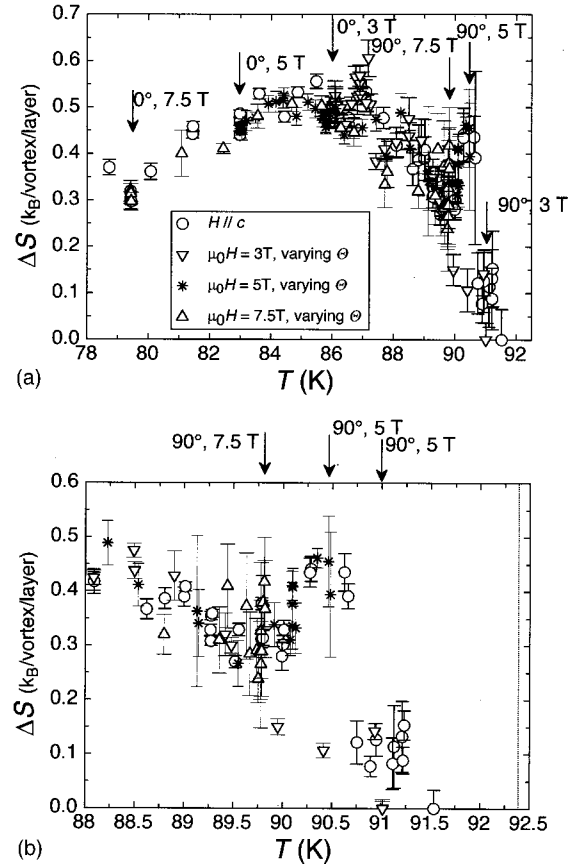 0°, 3 T
90°, 5 T
90°, 7.5 T
0°, 5 T
0°, 7.5 T
90° 3T
0.7
0.6
0.5
0.4
0.3
0.2
0.1
0.0
ΔS (k_B/vortex/layer)
H // c
μ₀H = 3T, varying Θ
μ₀H = 5T, varying Θ
μ₀H = 7.5T, varying Θ
78 80 82 84 86 88 90 92
T (K)
(a)
90°, 7.5 T
90°, 5 T
90°, 5 T
0.6
0.5
0.4
0.3
0.2
0.1
0.0
ΔS (k_B/vortex/layer)
88 88.5 89 89.5 90 90.5 91 91.5 92 92.5
T (K)
(b)